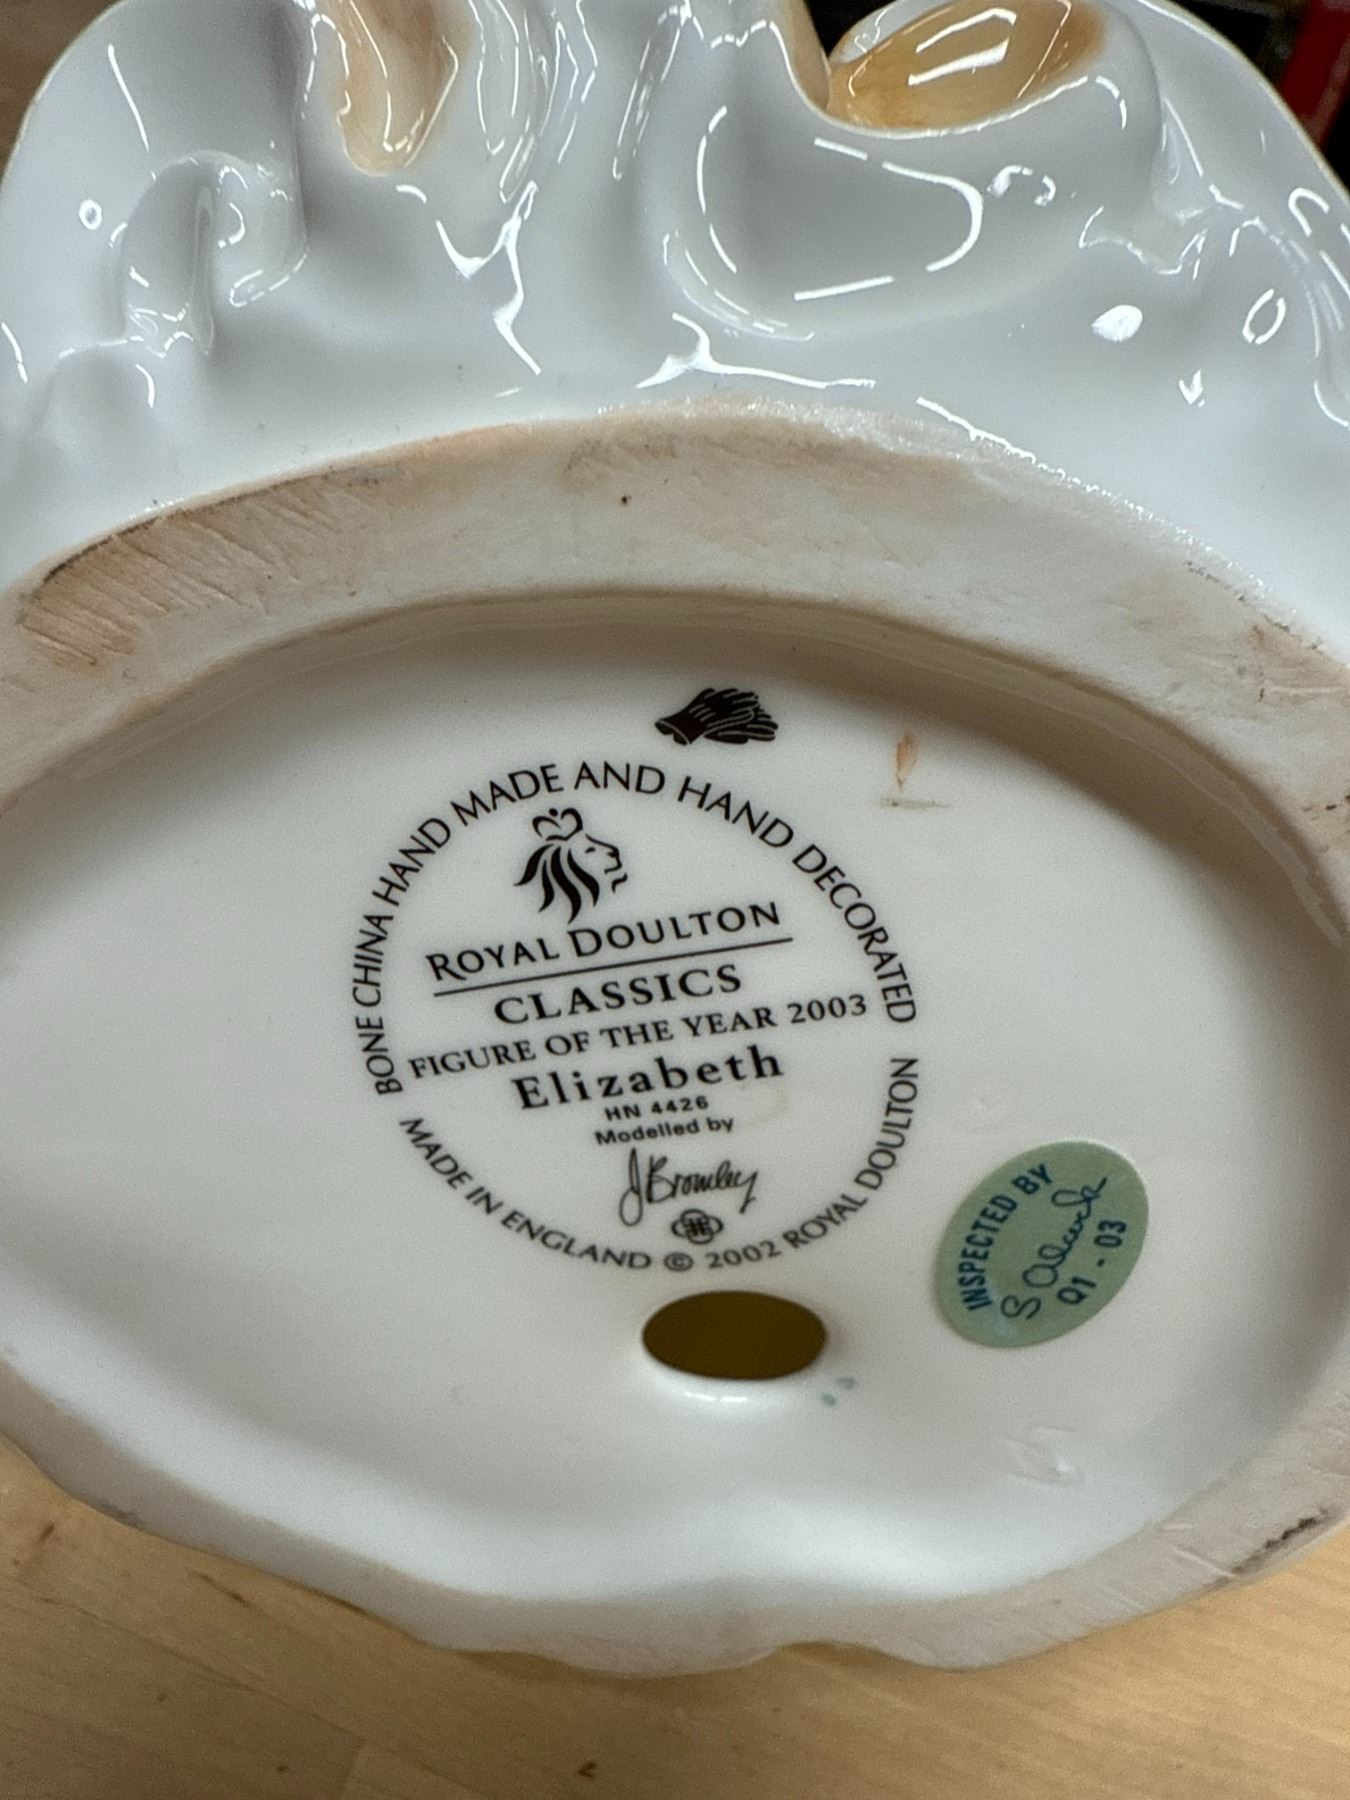 BONE CHINA HAND MADE AND HAND DECORATED
ROYAL DOULTON
CLASSICS
FIGURE OF THE YEAR 2003
Elizabeth
HN 4426
Modelled by
J Bromley
MADE IN ENGLAND © 2002 ROYAL DOULTON
INSPECTED BY
S Alcock
Q1 - 03